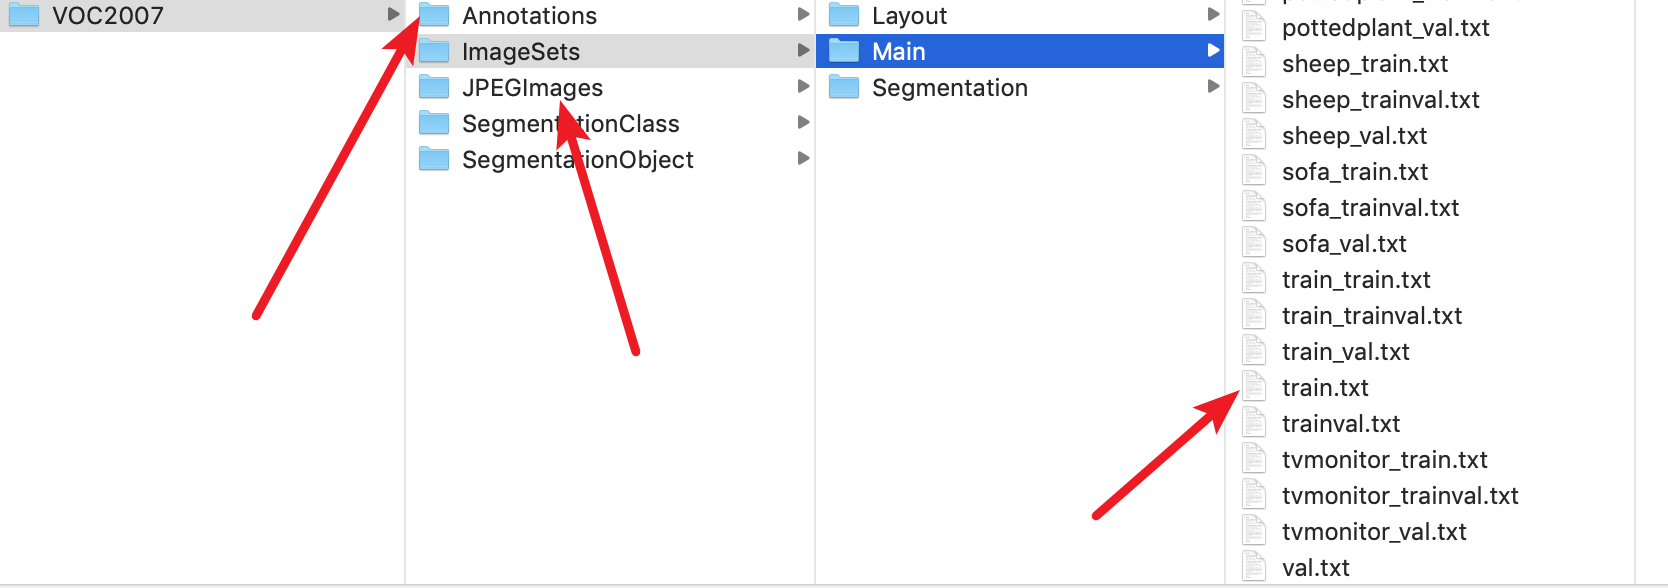 VOC2007
Annotations
ImageSets
JPEGImages
SegmentationClass
SegmentationObject
Layout
Main
Segmentation
pottedplant_val.txt
sheep_train.txt
sheep_trainval.txt
sheep_val.txt
sofa_train.txt
sofa_trainval.txt
sofa_val.txt
train_train.txt
train_trainval.txt
train_val.txt
train.txt
trainval.txt
tvmonitor_train.txt
tvmonitor_trainval.txt
tvmonitor_val.txt
val.txt